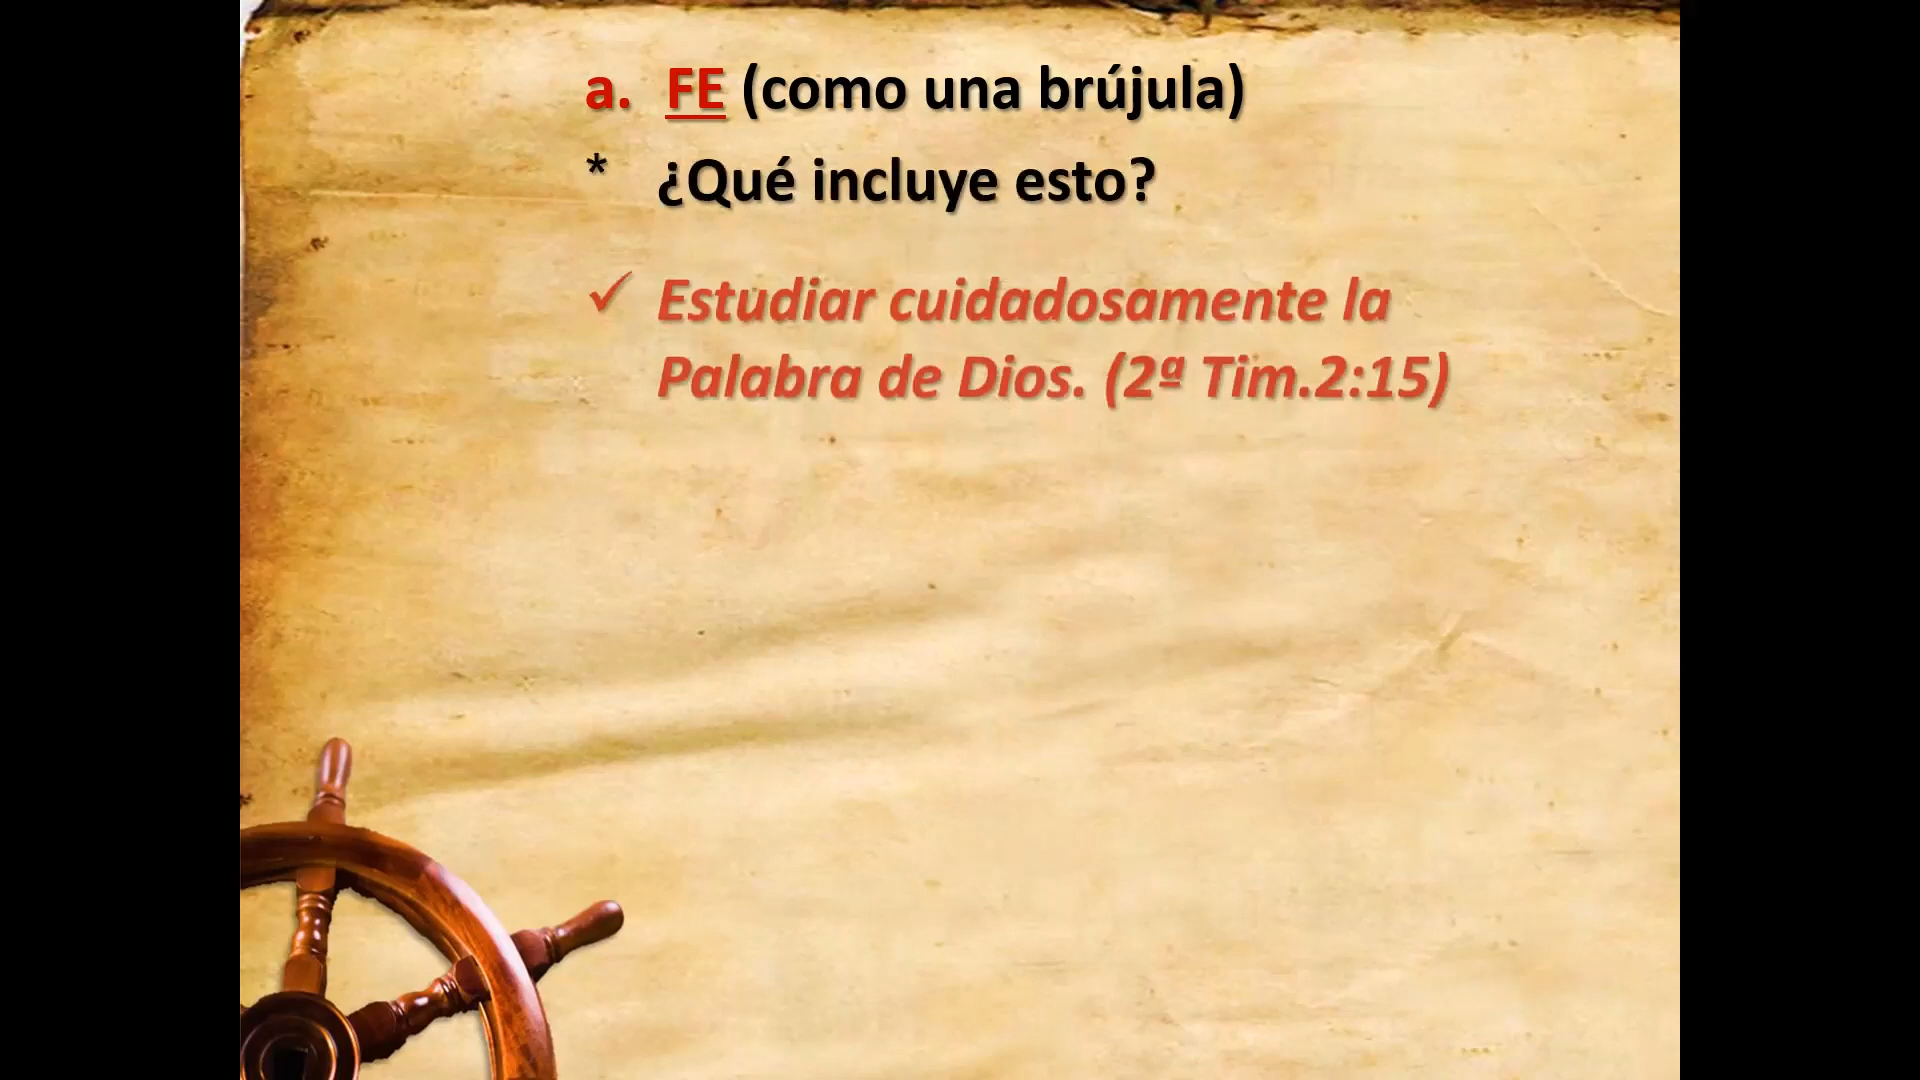 a. FE (como una brújula)
* ¿Qué incluye esto?
✓ Estudiar cuidadosamente la
Palabra de Dios. (2ª Tim.2:15)